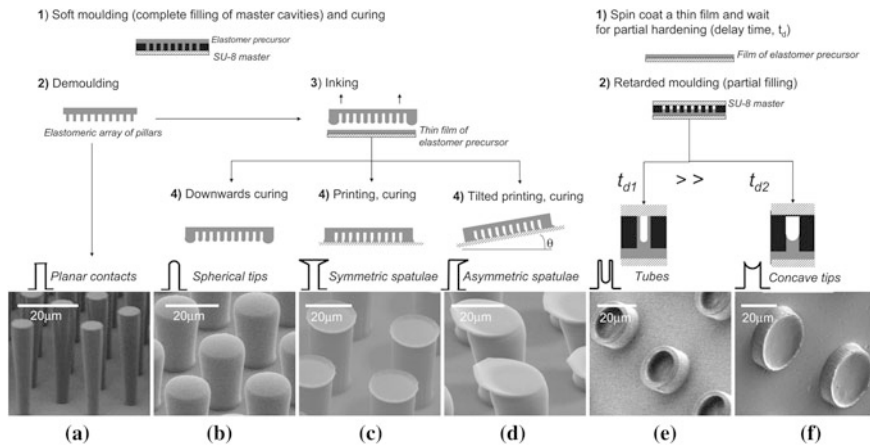 1) Soft moulding (complete filling of master cavities) and curing
Elastomer precursor
SU-8 master
2) Demoulding
Elastomeric array of pillars
3) Inking
Thin film of
elastomer precursor
4) Downwards curing
4) Printing, curing
4) Tilted printing, curing
θ
1) Spin coat a thin film and wait
for partial hardening (delay time, td)
Film of elastomer precursor
2) Retarded moulding (partial filling)
SU-8 master
td1 >> td2
Planar contacts
Spherical tips
Symmetric spatulae
Asymmetric spatulae
Tubes
Concave tips
20μm
20μm
20μm
20μm
20μm
20μm
(a)
(b)
(c)
(d)
(e)
(f)